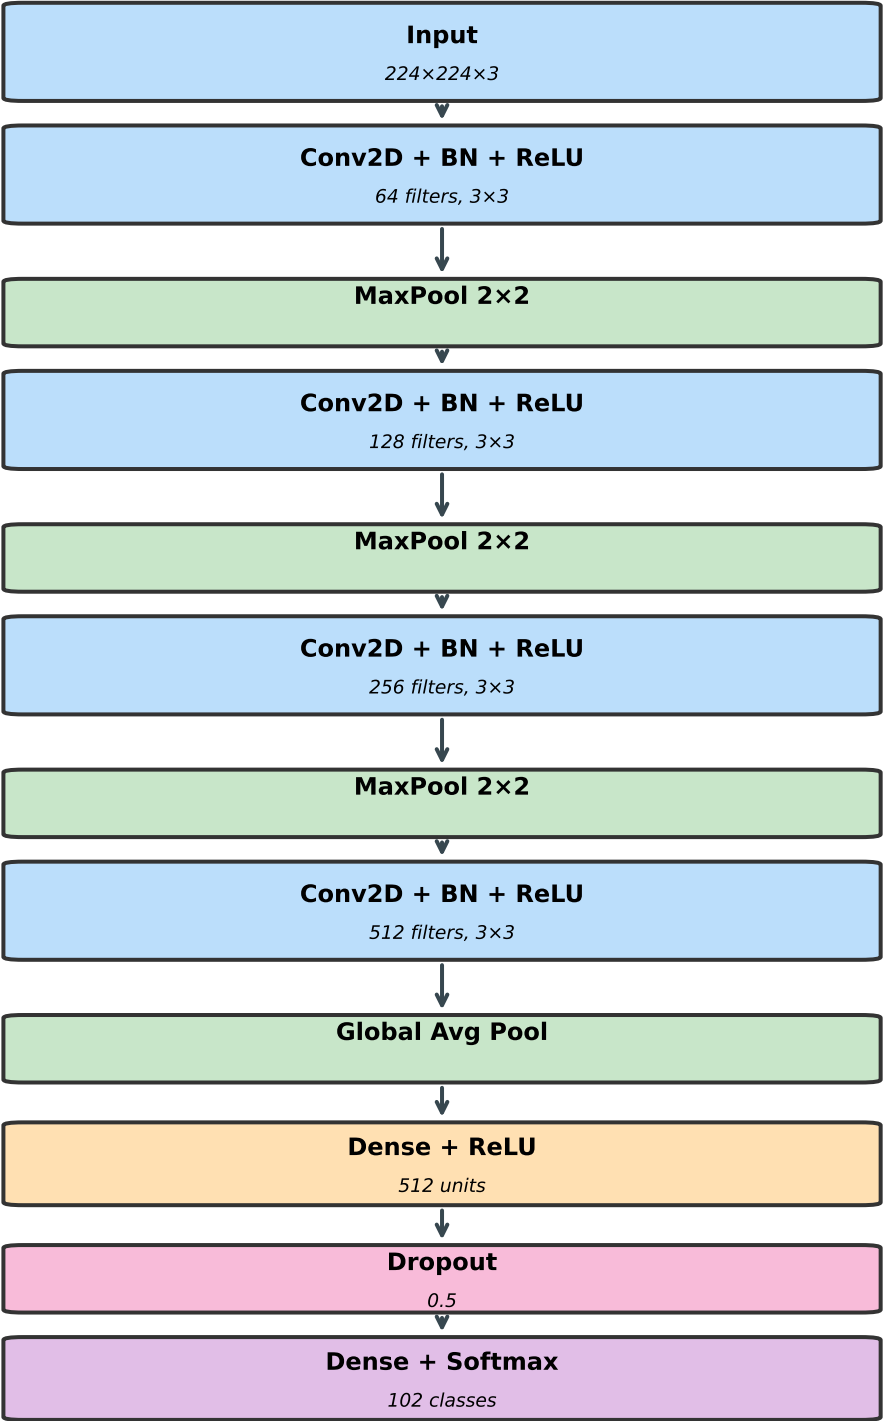 Input
224×224×3
Conv2D + BN + ReLU
64 filters, 3×3
MaxPool 2×2
Conv2D + BN + ReLU
128 filters, 3×3
MaxPool 2×2
Conv2D + BN + ReLU
256 filters, 3×3
MaxPool 2×2
Conv2D + BN + ReLU
512 filters, 3×3
Global Avg Pool
Dense + ReLU
512 units
Dropout
0.5
Dense + Softmax
102 classes